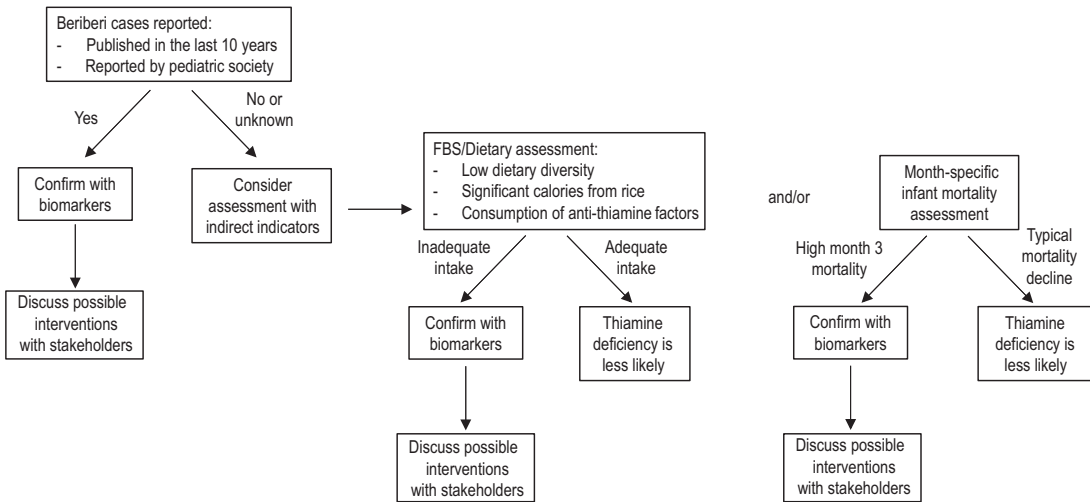 Beriberi cases reported:
- Published in the last 10 years
- Reported by pediatric society
Yes
No or
unknown
Confirm with
biomarkers
Discuss possible
interventions
with stakeholders
Consider
assessment with
indirect indicators
FBS/Dietary assessment:
- Low dietary diversity
- Significant calories from rice
- Consumption of anti-thiamine factors
Inadequate
intake
Adequate
intake
Confirm with
biomarkers
Thiamine
deficiency is
less likely
Discuss possible
interventions
with stakeholders
and/or
Month-specific
infant mortality
assessment
High month 3
mortality
Typical
mortality
decline
Confirm with
biomarkers
Thiamine
deficiency is
less likely
Discuss possible
interventions
with stakeholders